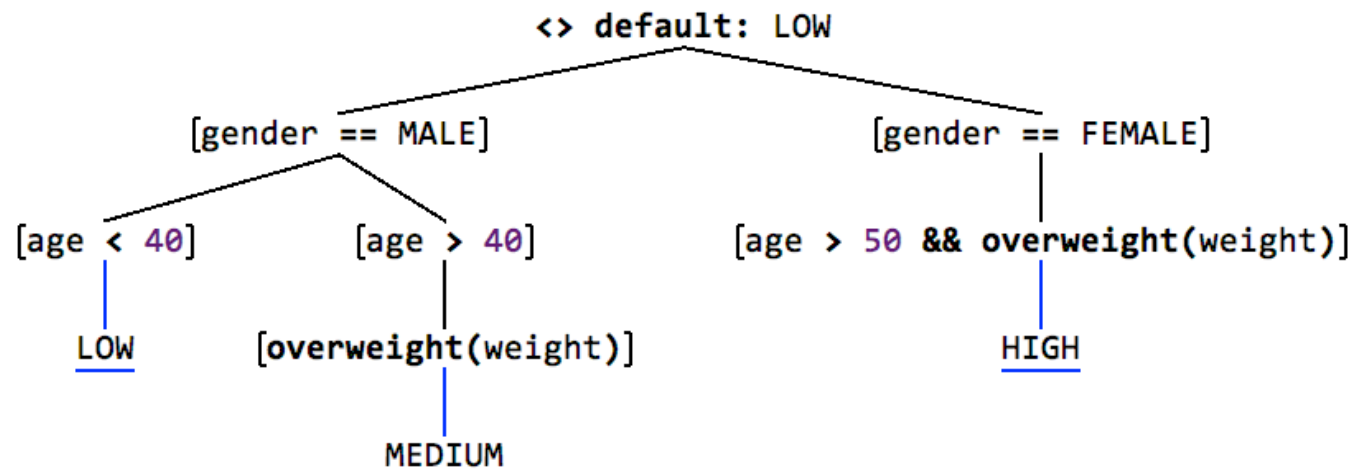 <> default: LOW
[gender == MALE] [gender == FEMALE]
[age < 40] [age > 40] [age > 50 && overweight(weight)]
LOW [overweight(weight)] HIGH
MEDIUM